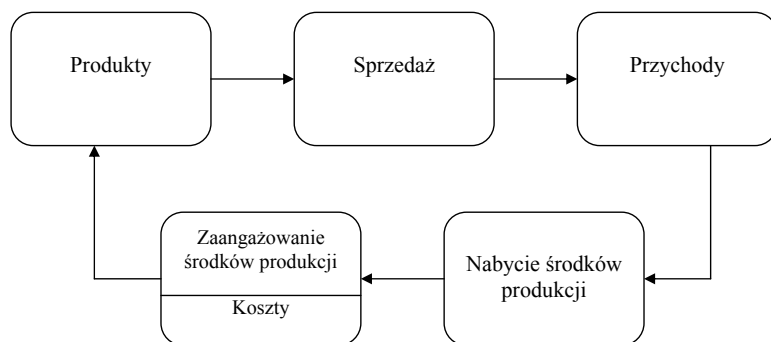 Produkty
Sprzedaż
Przychody
Zaangażowanie
środków produkcji
Koszty
Nabycie środków
produkcji